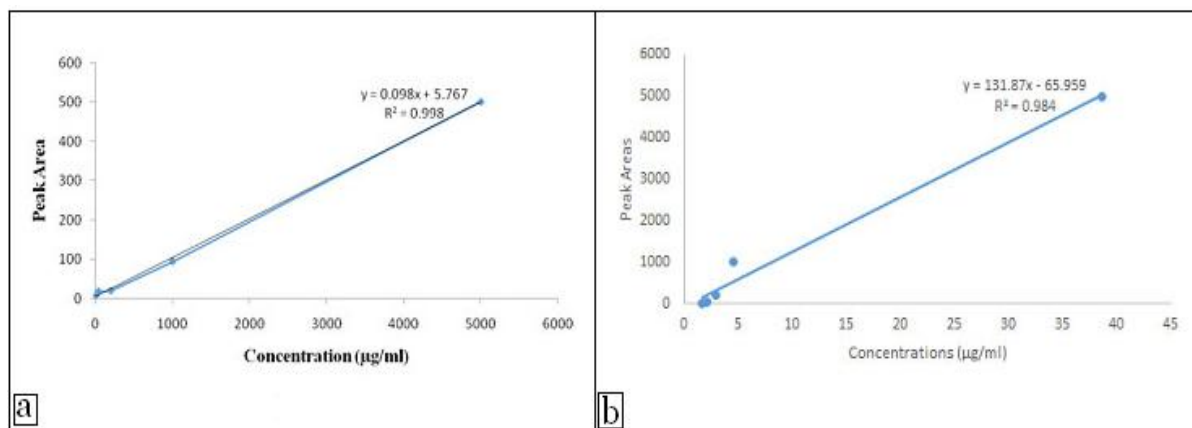 600
500
400
300
200
100
0
Peak Area
y = 0.098x + 5.767
R² = 0.998
0 1000 2000 3000 4000 5000 6000
Concentration (µg/ml)
a
6000
5000
4000
3000
2000
1000
0
Peak Areas
y = 131.87x - 65.959
R² = 0.984
0 5 10 15 20 25 30 35 40 45
Concentrations (µg/ml)
b